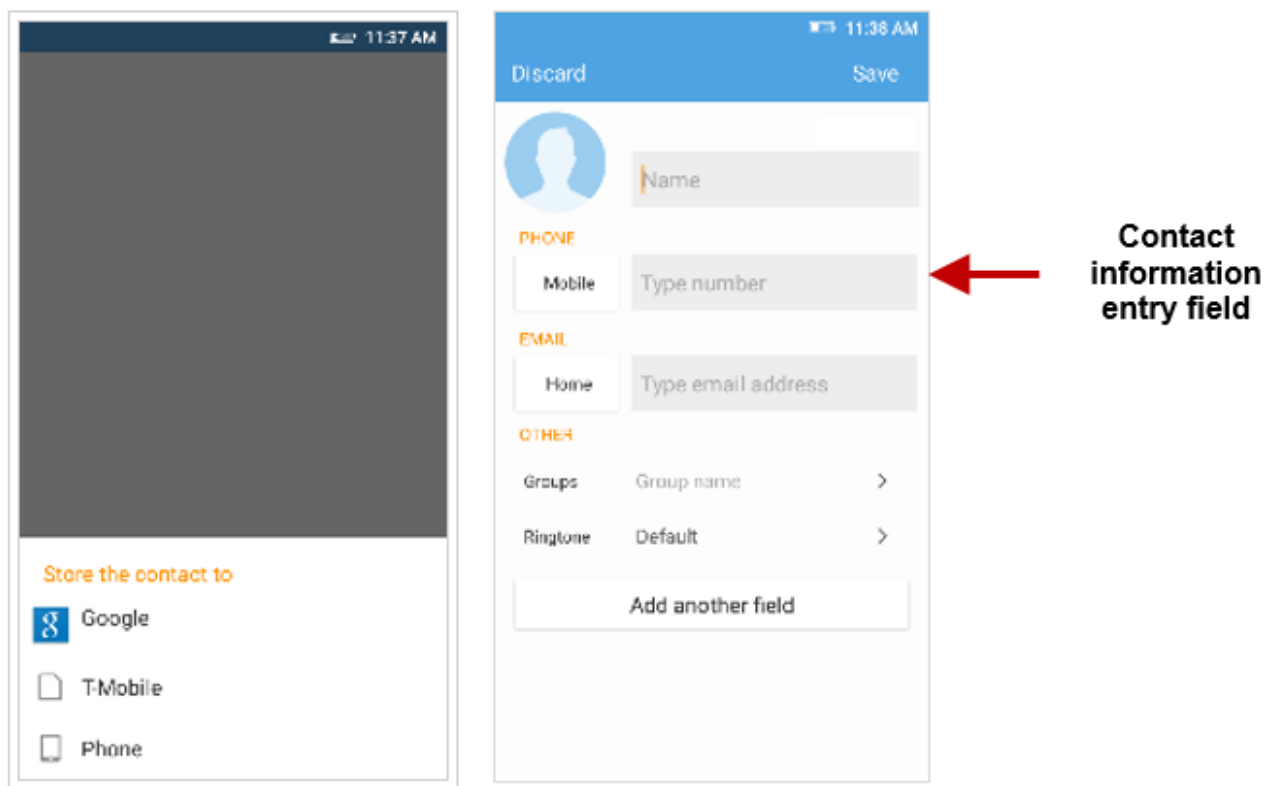 11:37 AM
Store the contact to
Google
T-Mobile
Phone
11:38 AM
Discard Save
Name
PHONE
Mobile Type number
EMAIL
Home Type email address
OTHER
Groups Group name
Ringtone Default
Add another field
Contact
information
entry field